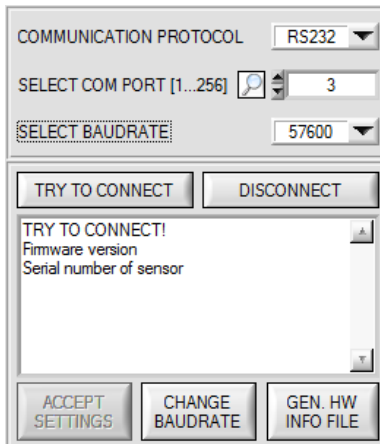 COMMUNICATION PROTOCOL RS232
SELECT COM PORT [1...256] 3
SELECT BAUDRATE 57600
TRY TO CONNECT DISCONNECT
TRY TO CONNECT!
Firmware version
Serial number of sensor
ACCEPT SETTINGS CHANGE BAUDRATE GEN. HW INFO FILE